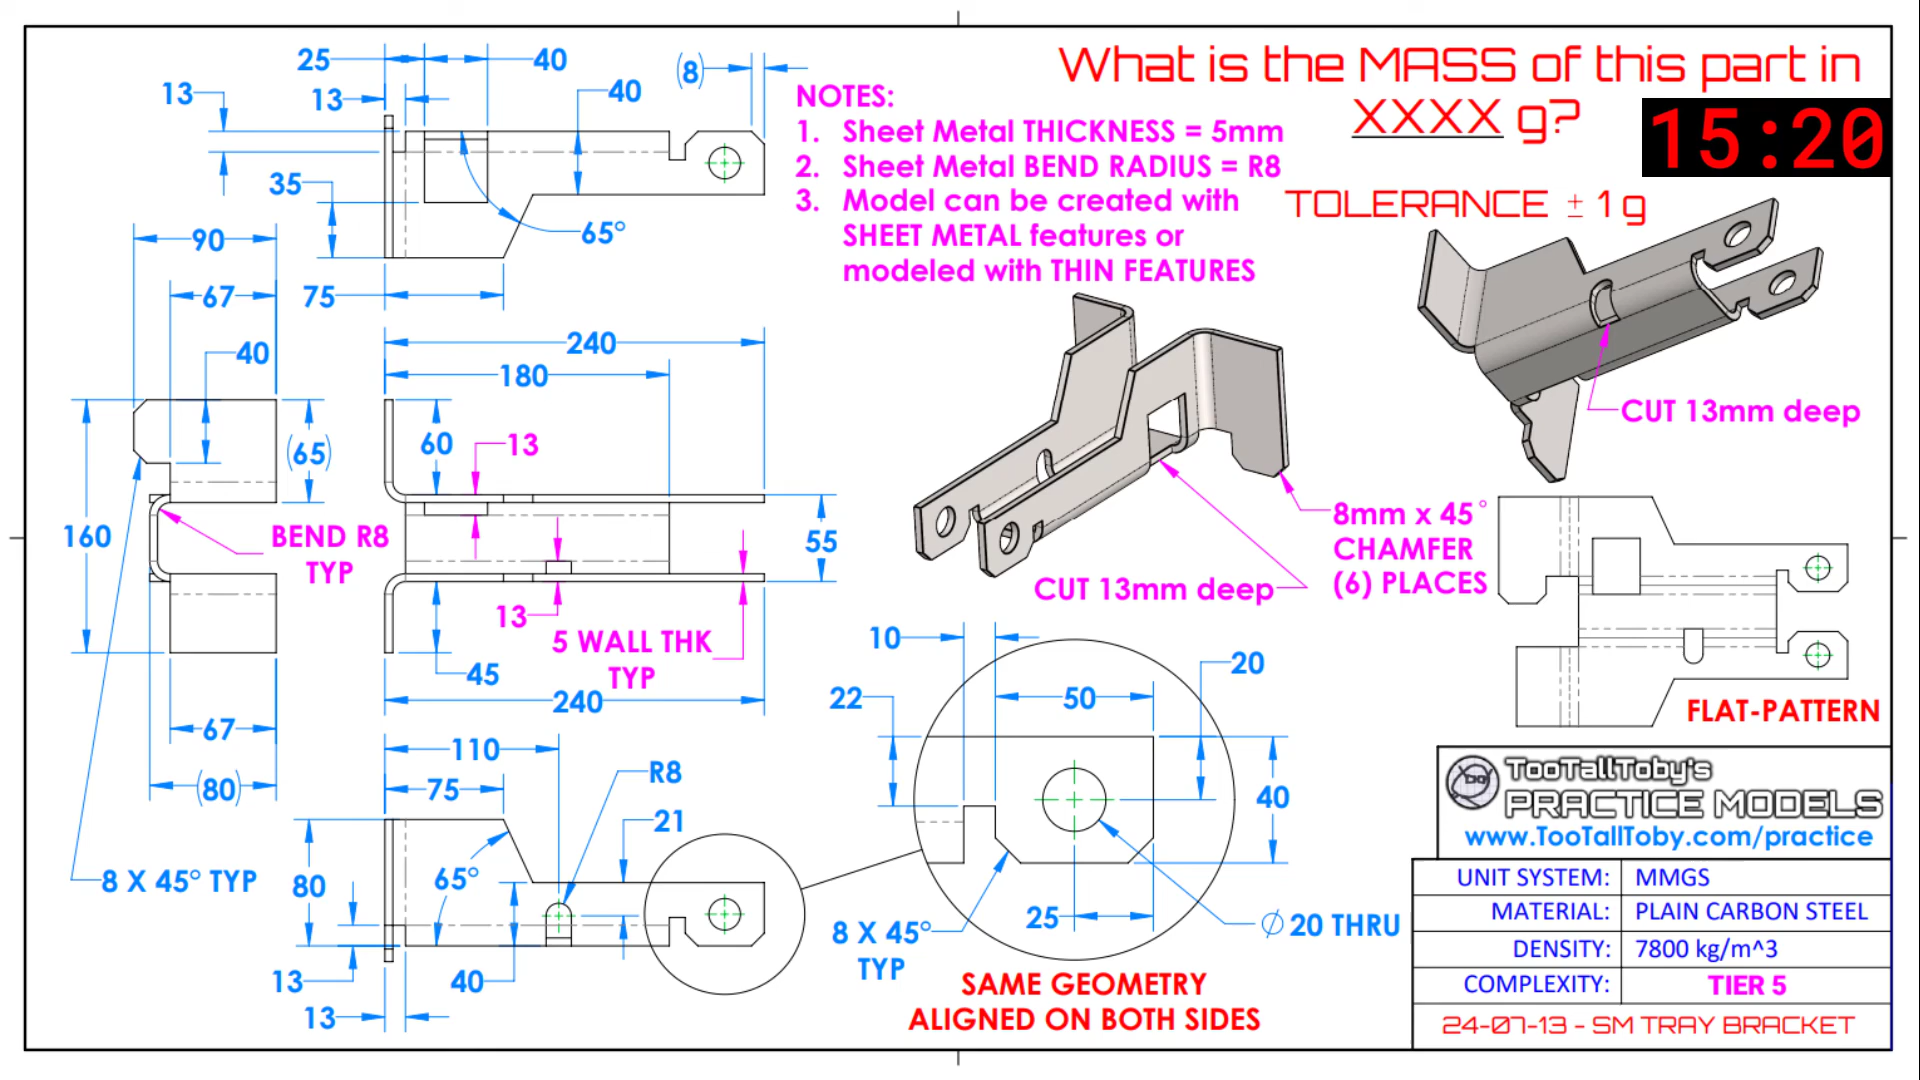 What is the MASS of this part in
XXXX g?
15:20
TOLERANCE ± 1g
NOTES:
1. Sheet Metal THICKNESS = 5mm
2. Sheet Metal BEND RADIUS = R8
3. Model can be created with
SHEET METAL features or
modeled with THIN FEATURES
25
40
(8)
13
13
40
35
65°
75
90
67
40
(65)
160
BEND R8
TYP
67
(80)
8 X 45° TYP
240
180
60
13
55
13
5 WALL THK
TYP
45
240
110
75
R8
21
65°
80
40
13
13
CUT 13mm deep
8mm x 45°
CHAMFER
(6) PLACES
CUT 13mm deep
10
20
22
50
40
25
Ø 20 THRU
8 X 45°
TYP
SAME GEOMETRY
ALIGNED ON BOTH SIDES
FLAT-PATTERN
TooTallToby's
PRACTICE MODELS
www.TooTallToby.com/practice
UNIT SYSTEM: MMGS
MATERIAL: PLAIN CARBON STEEL
DENSITY: 7800 kg/m^3
COMPLEXITY: TIER 5
24-07-13 - SM TRAY BRACKET